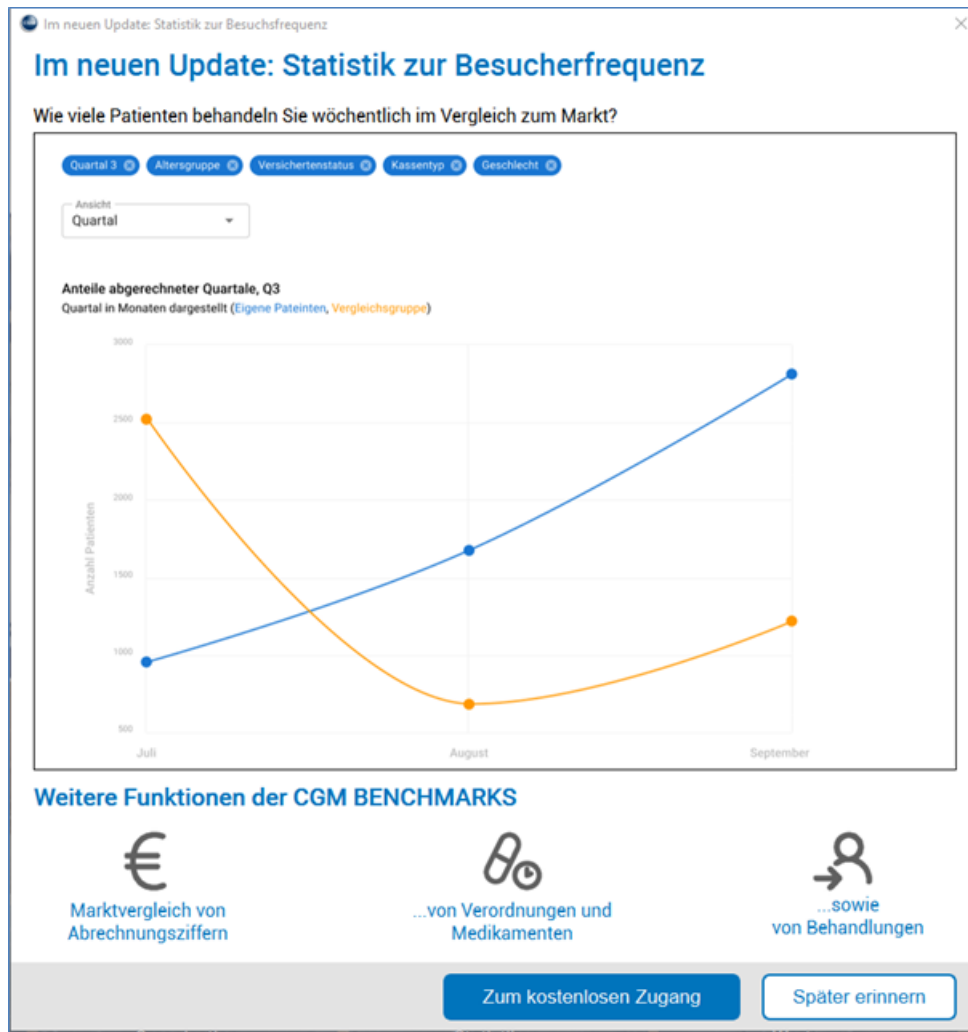 Im neuen Update: Statistik zur Besuchsfrequenz
Im neuen Update: Statistik zur Besucherfrequenz
Wie viele Patienten behandeln Sie wöchentlich im Vergleich zum Markt?
Quartal 3 Altersgruppe Versichertenstatus Kassentyp Geschlecht
Ansicht
Quartal
Anteile abgerechneter Quartale, Q3
Quartal in Monaten dargestellt (Eigene Pateinten, Vergleichsgruppe)
3000
2500
2000
1500
1000
500
Anzahl Patienten
Juli August September
Weitere Funktionen der CGM BENCHMARKS
Marktvergleich von
Abrechnungsziffern
...von Verordnungen und
Medikamenten
...sowie
von Behandlungen
Zum kostenlosen Zugang Später erinnern